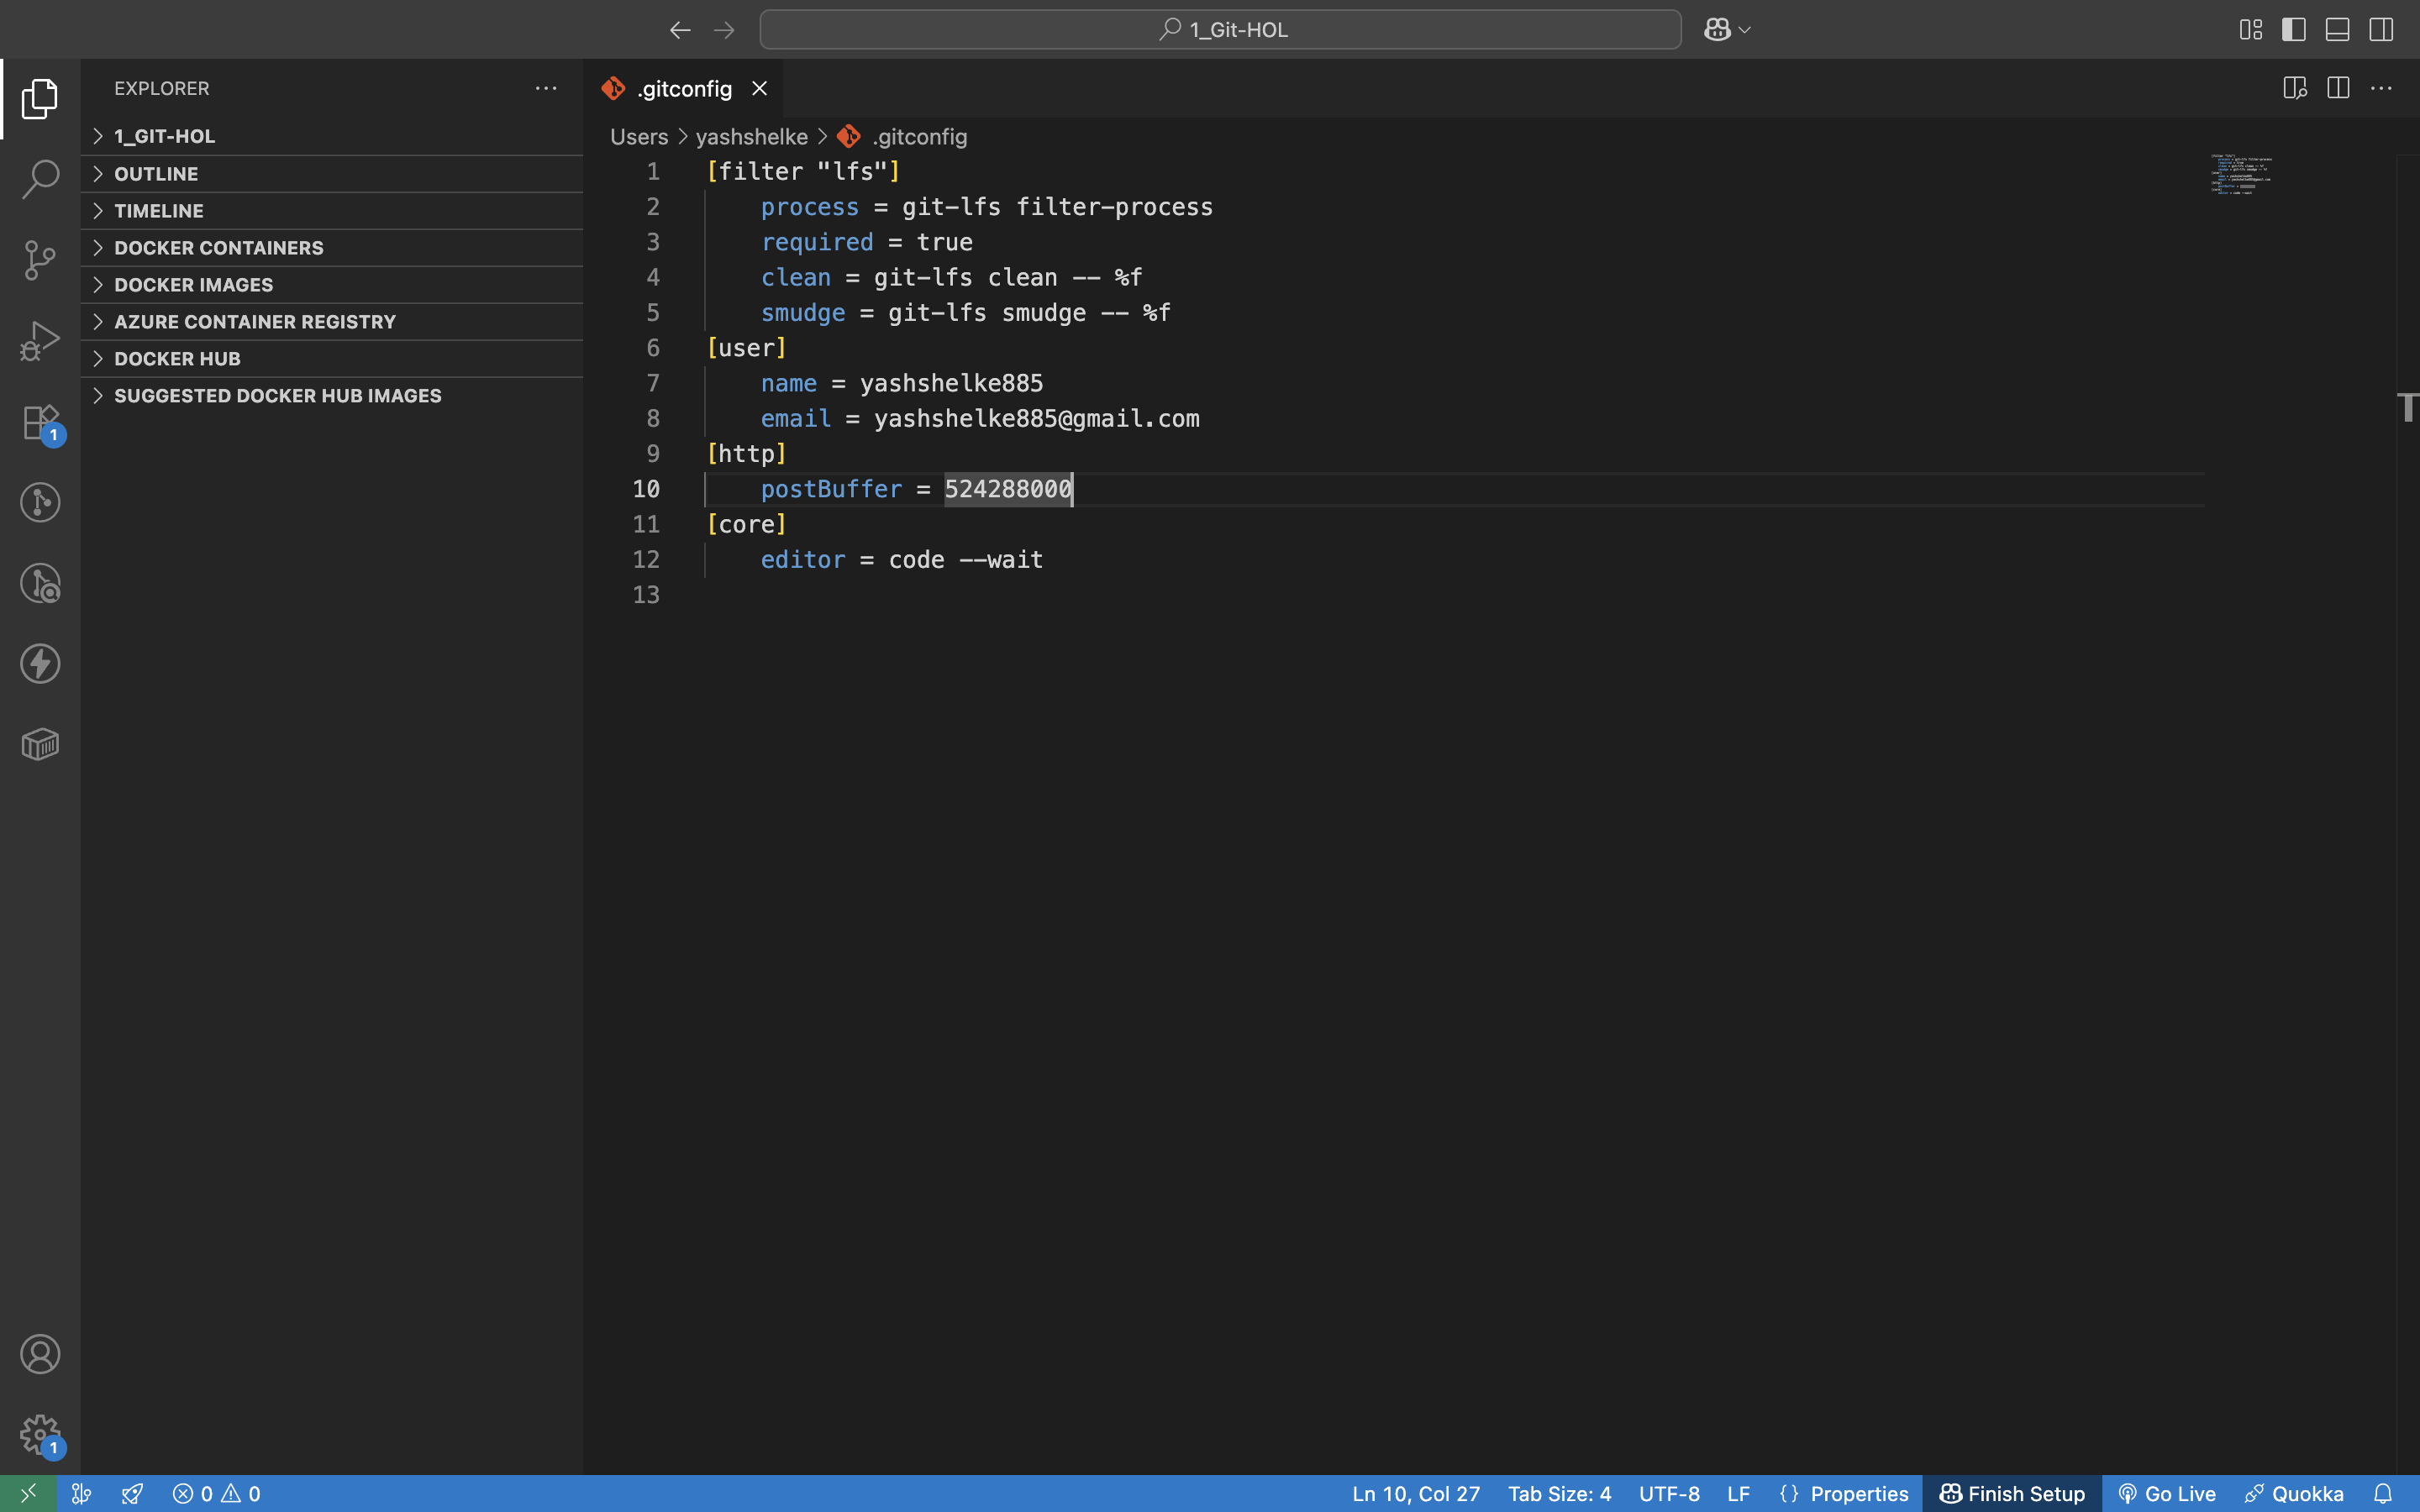 1_Git-HOL
EXPLORER
1_GIT-HOL
OUTLINE
TIMELINE
DOCKER CONTAINERS
DOCKER IMAGES
AZURE CONTAINER REGISTRY
DOCKER HUB
SUGGESTED DOCKER HUB IMAGES
1
1
.gitconfig
Users > yashshelke > .gitconfig
1 [filter "lfs"]
2 process = git-lfs filter-process
3 required = true
4 clean = git-lfs clean -- %f
5 smudge = git-lfs smudge -- %f
6 [user]
7 name = yashshelke885
8 email = yashshelke885@gmail.com
9 [http]
10 postBuffer = 524288000
11 [core]
12 editor = code --wait
13
0 0 Ln 10, Col 27 Tab Size: 4 UTF-8 LF {} Properties Finish Setup Go Live Quokka